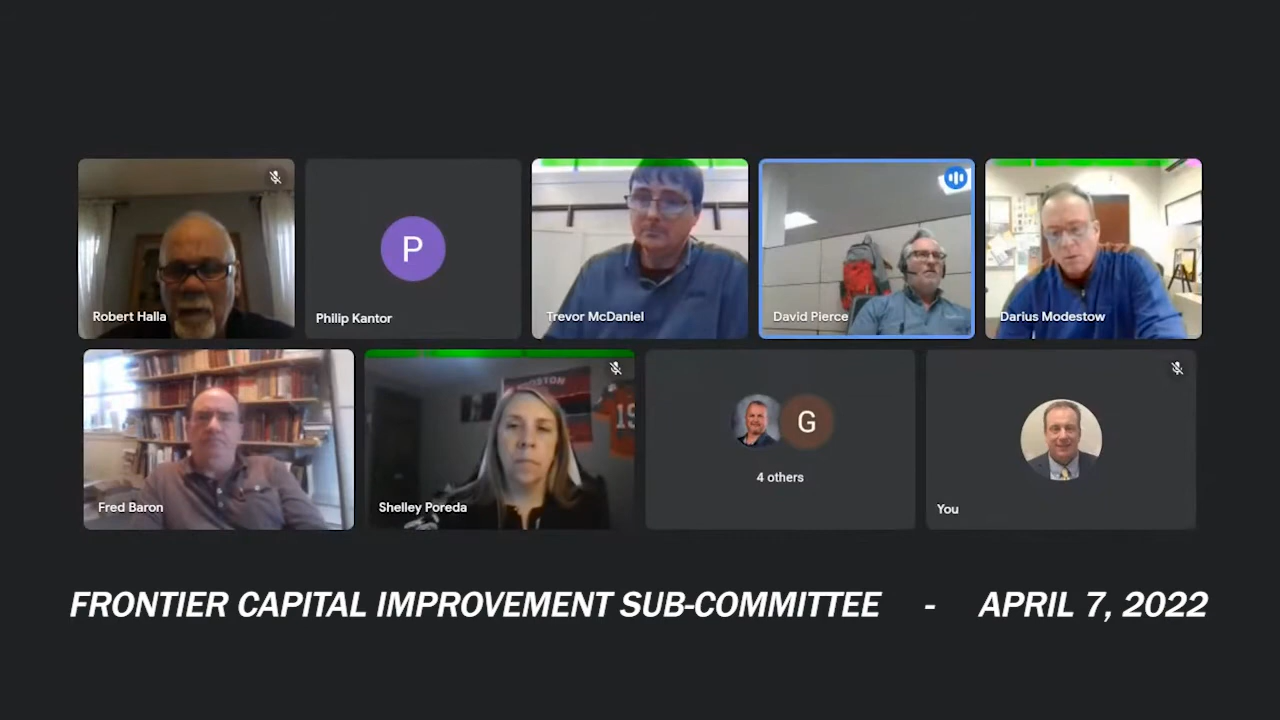 Robert Halla
P
Philip Kantor
Trevor McDaniel
David Pierce
Darius Modestow
Fred Baron
Shelley Poreda
G
4 others
You
FRONTIER CAPITAL IMPROVEMENT SUB-COMMITTEE - APRIL 7, 2022